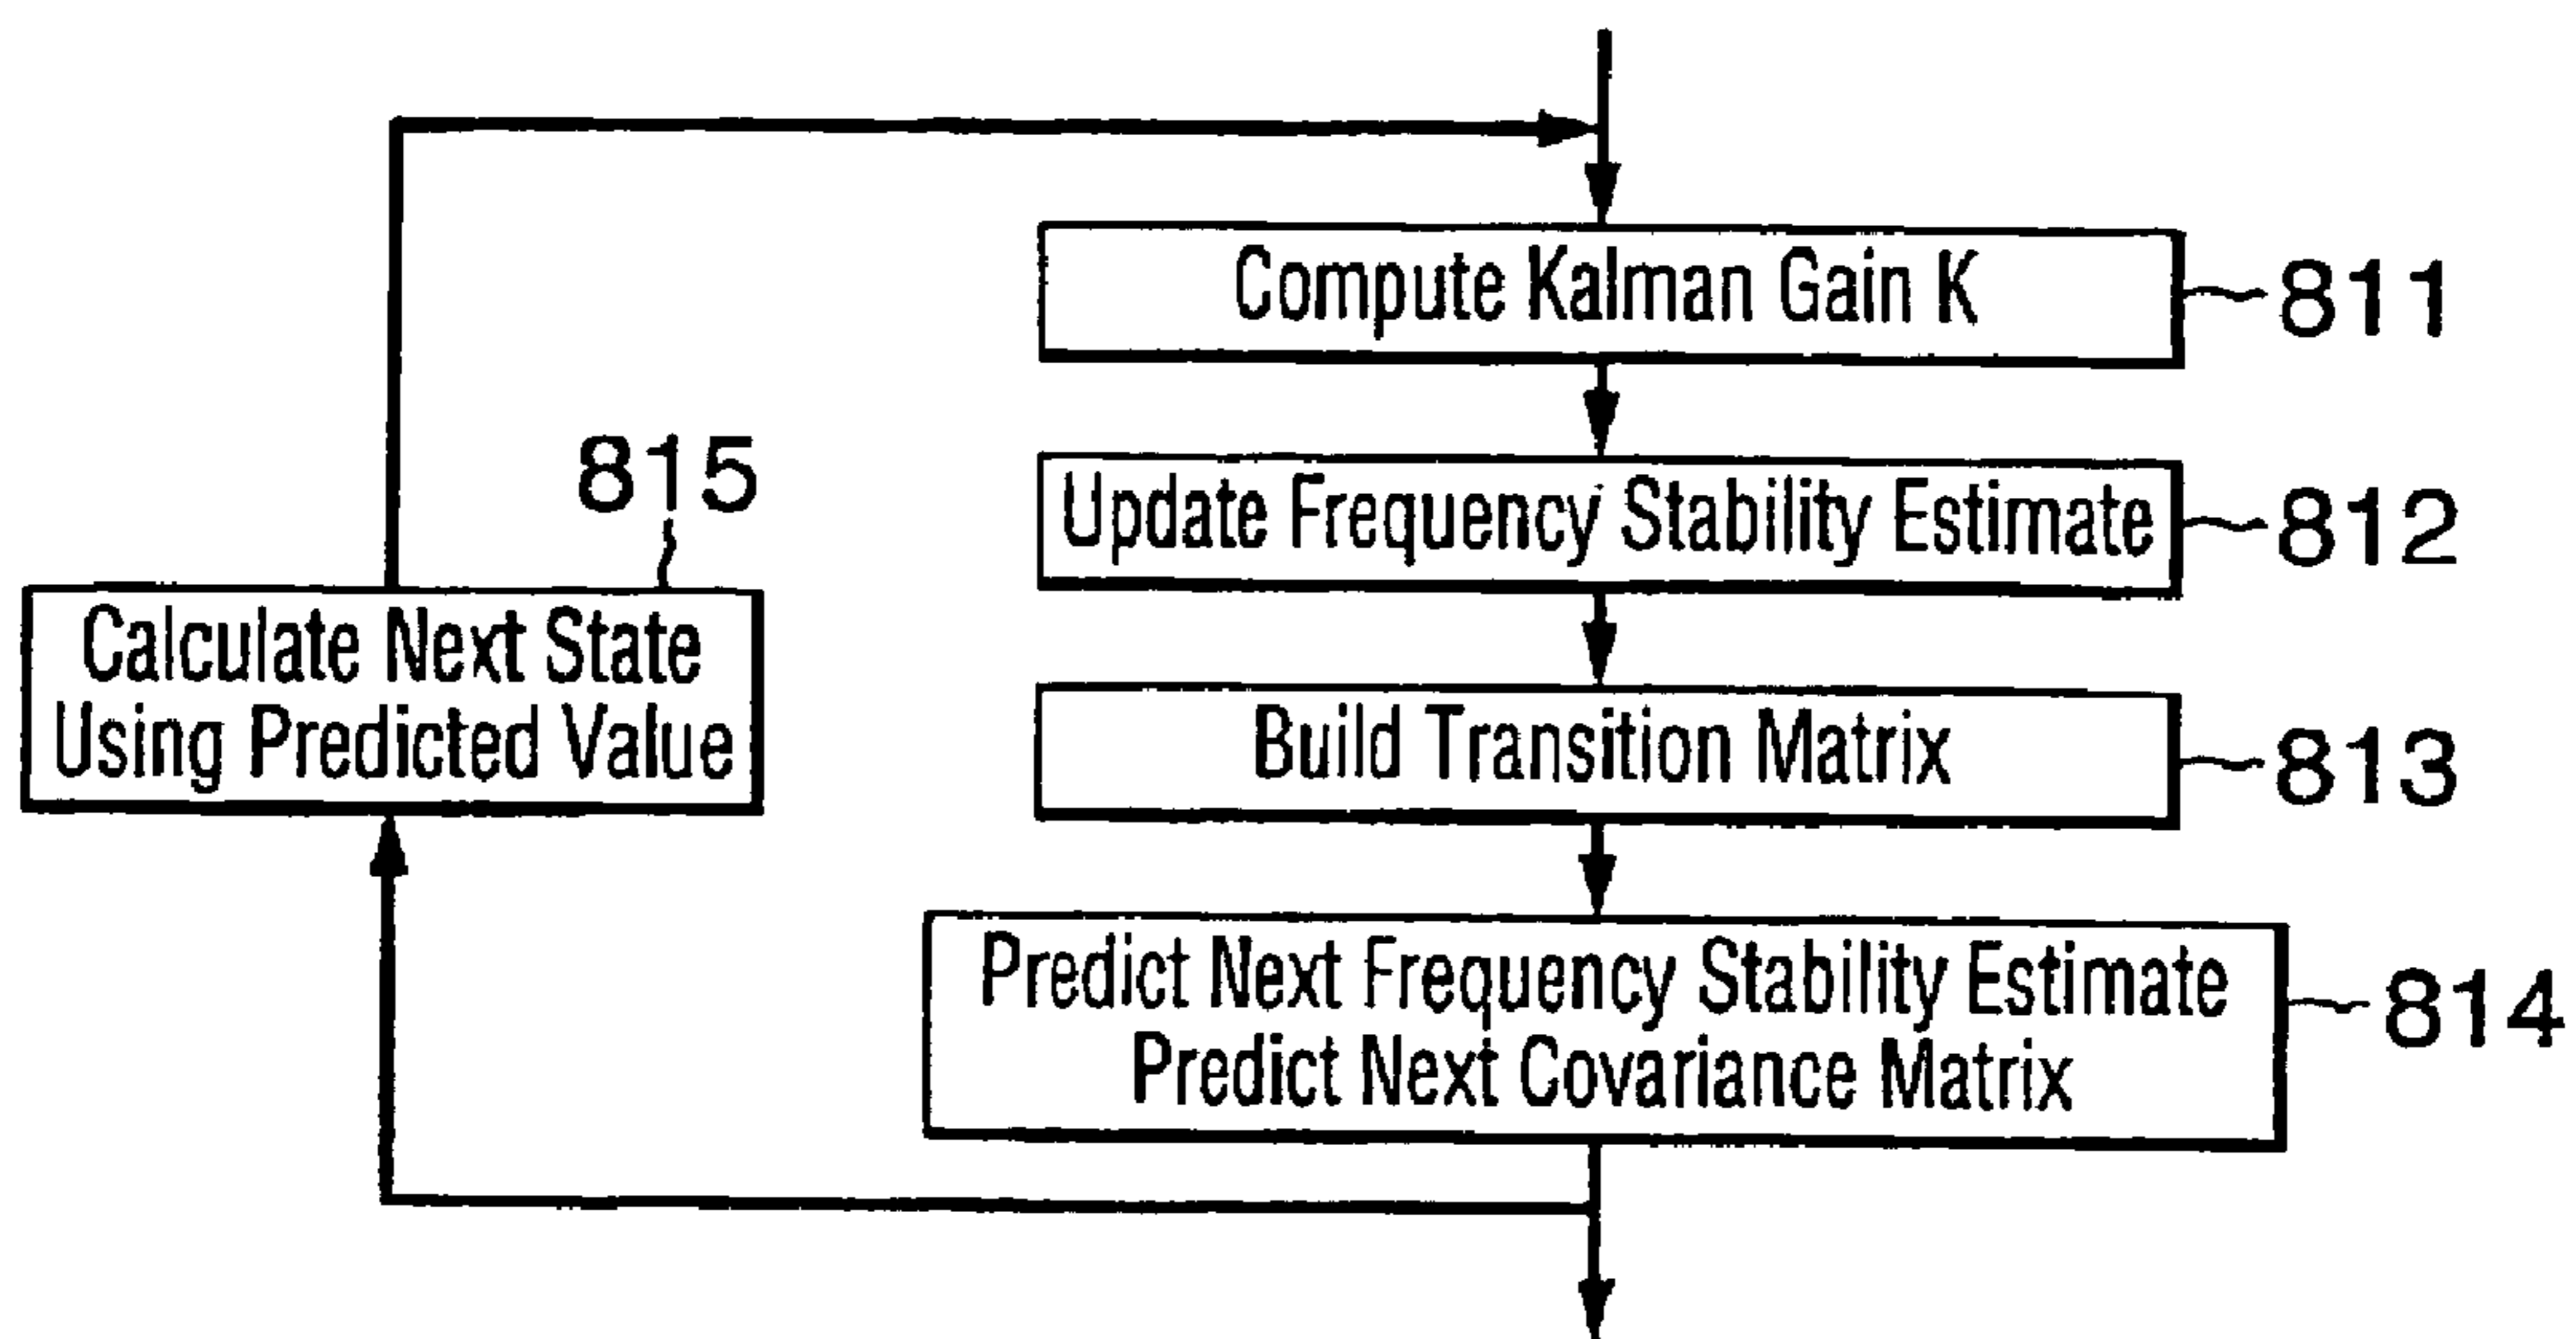 Compute Kalman Gain K
811
Update Frequency Stability Estimate
812
815
Calculate Next State
Using Predicted Value
Build Transition Matrix
813
Predict Next Frequency Stability Estimate
Predict Next Covariance Matrix
814